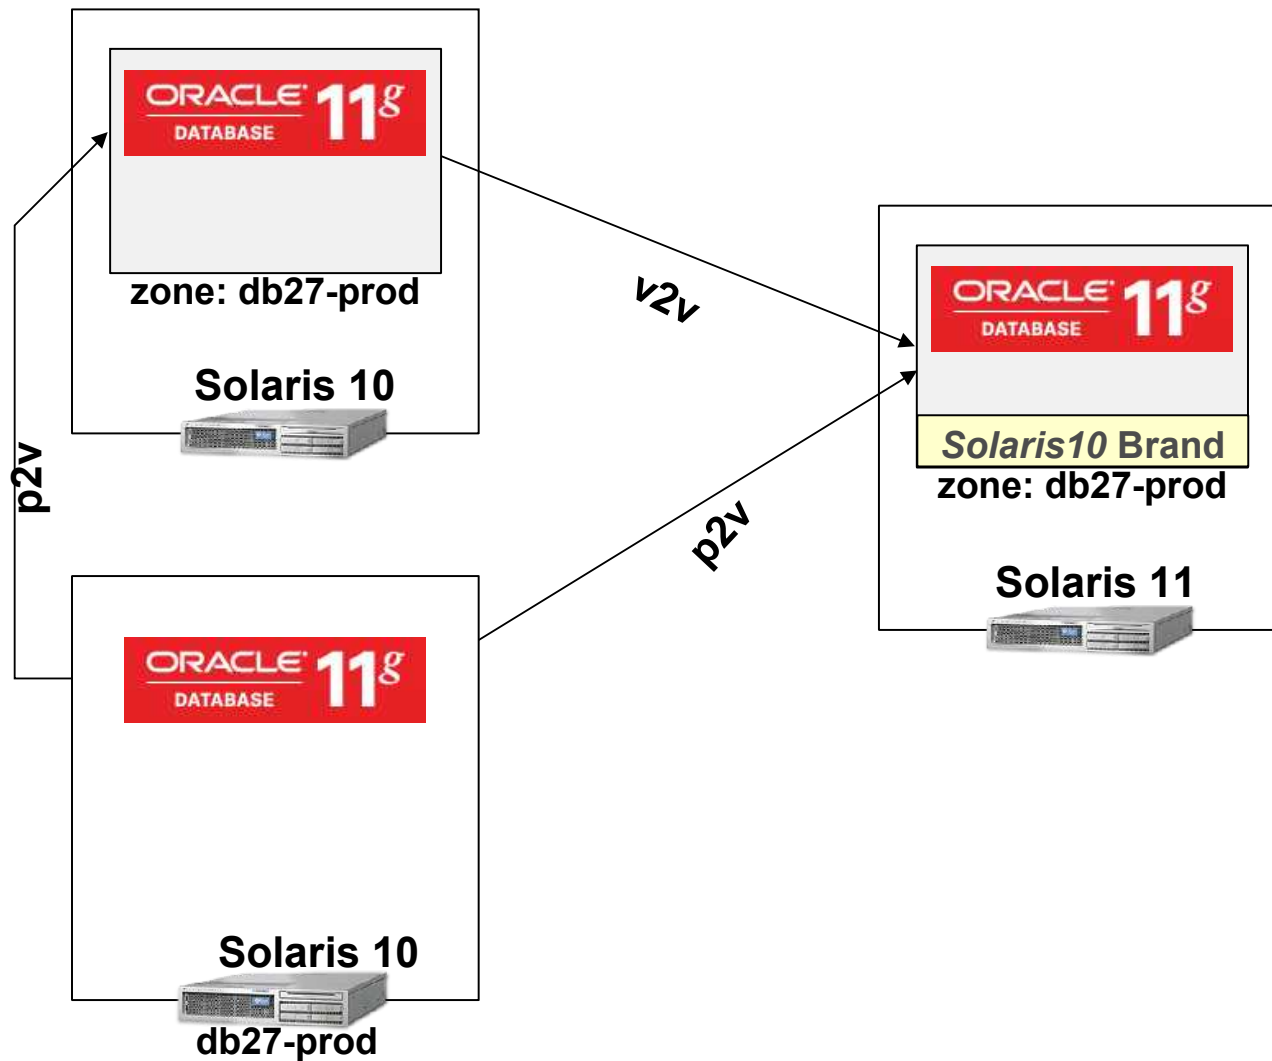 ORACLE 11g
DATABASE
zone: db27-prod
Solaris 10
v2v
p2v
ORACLE 11g
DATABASE
Solaris10 Brand
zone: db27-prod
Solaris 11
p2v
ORACLE 11g
DATABASE
Solaris 10
db27-prod